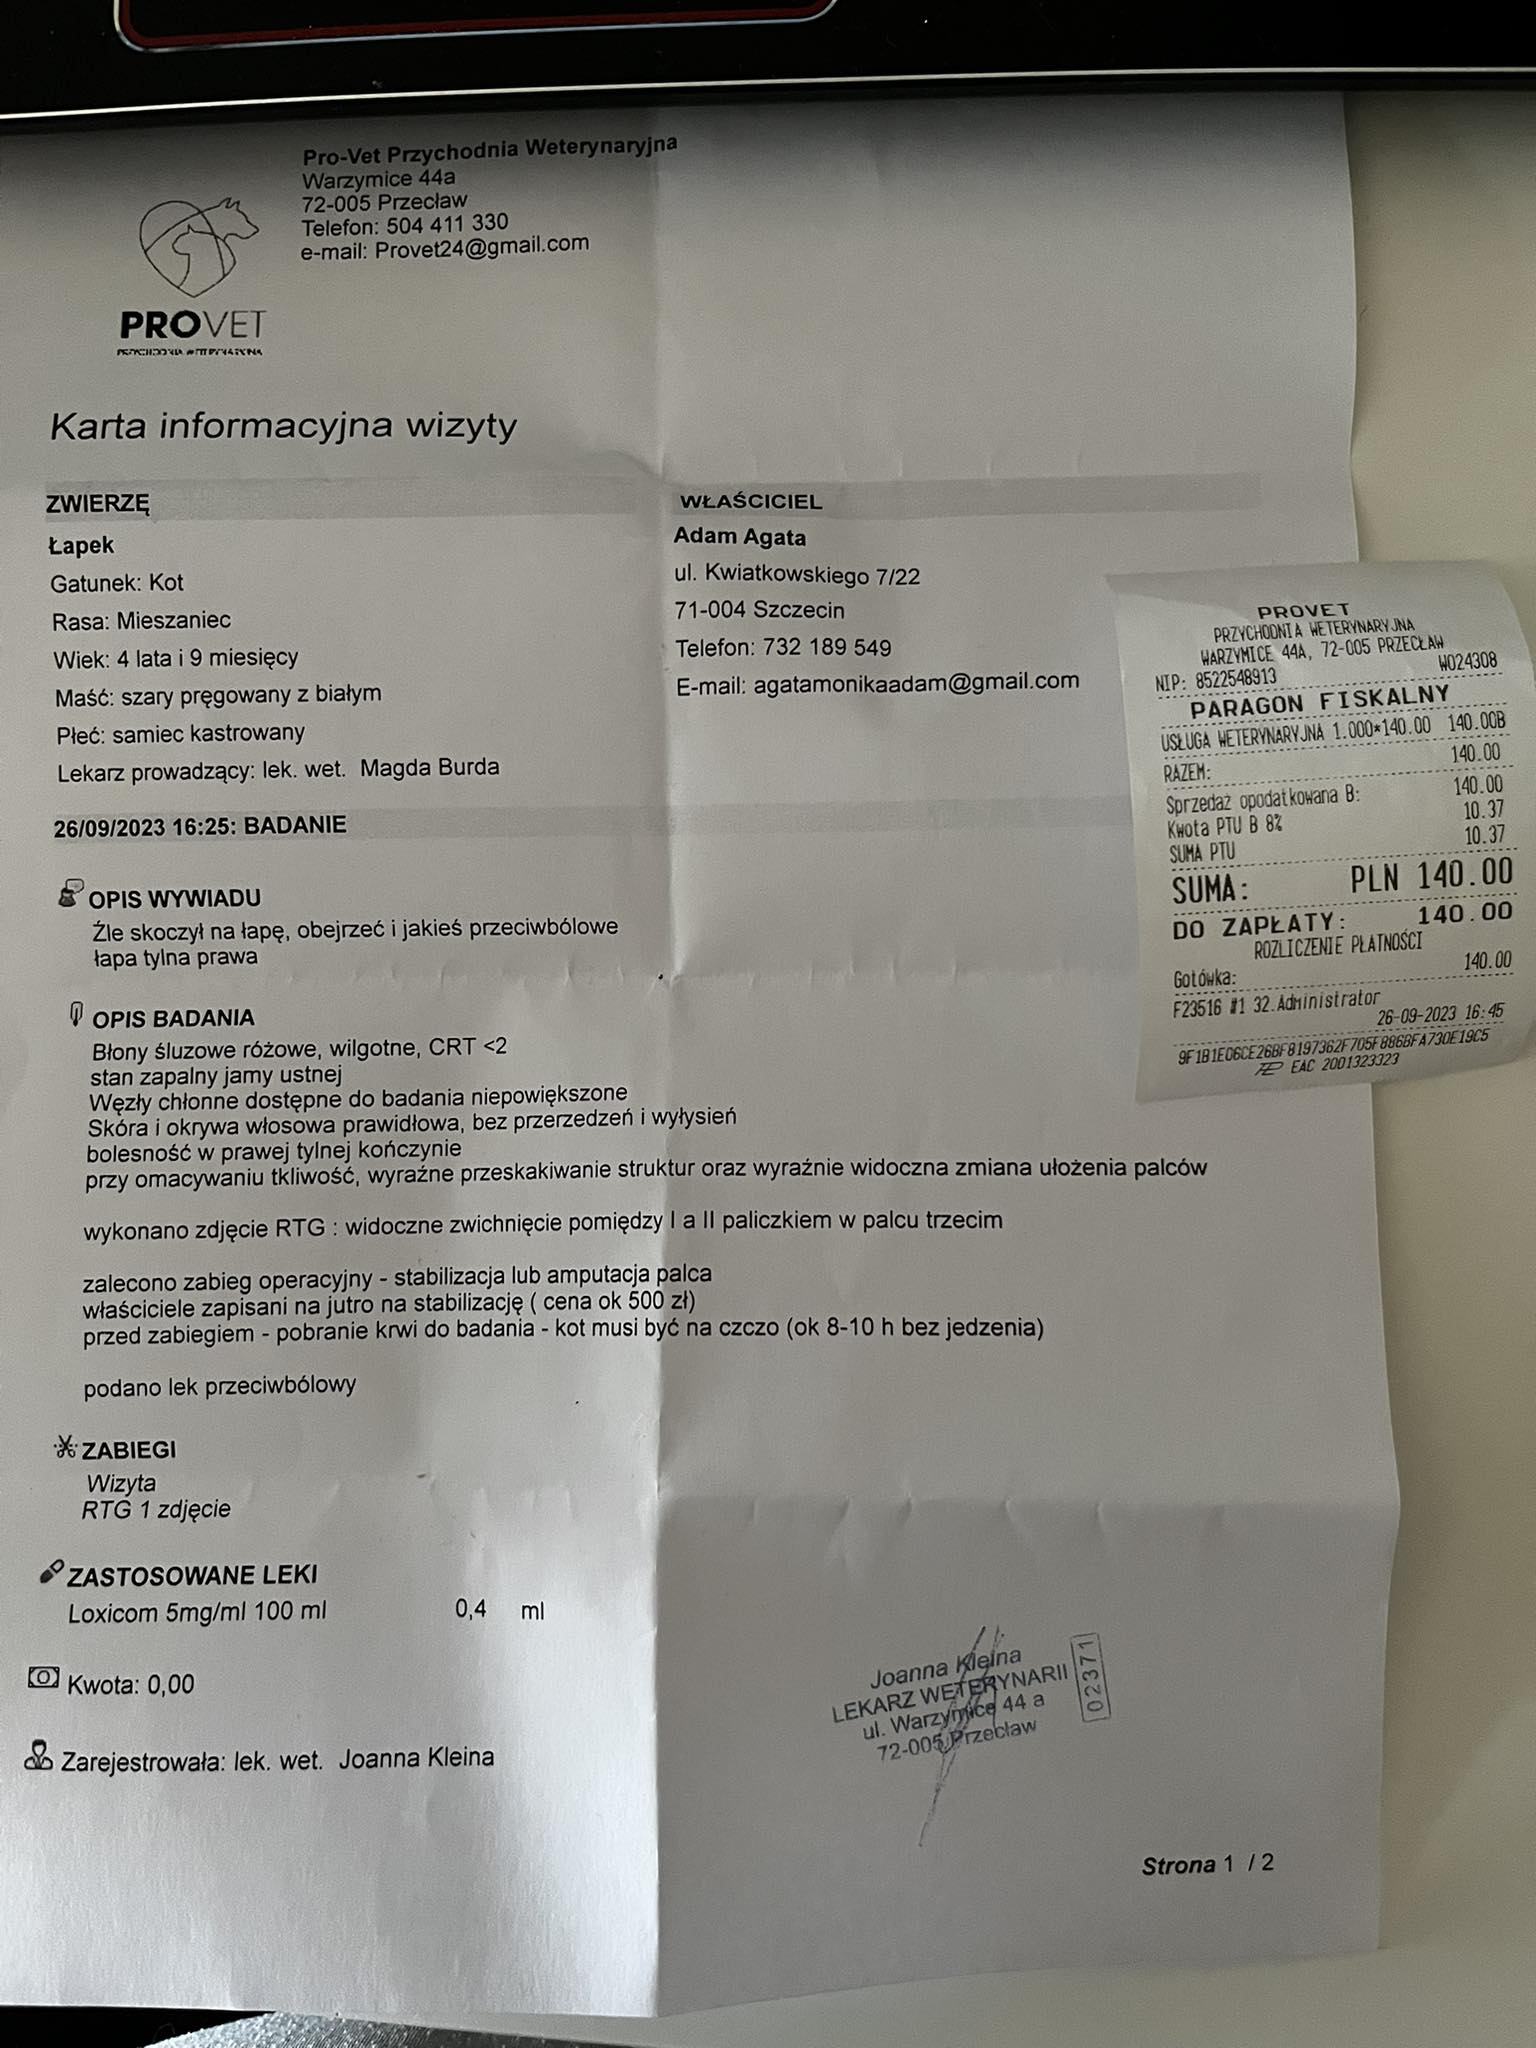 Pro-Vet Przychodnia Weterynaryjna
Warzymice 44a
72-005 Przecław
Telefon: 504 411 330
e-mail: Provet24@gmail.com
PROVET
PRZYCHODNIA WETERYNARYJNA
Karta informacyjna wizyty
ZWIERZĘ
Łapek
Gatunek: Kot
Rasa: Mieszaniec
Wiek: 4 lata i 9 miesięcy
Maść: szary pręgowany z białym
Płeć: samiec kastrowany
Lekarz prowadzący: lek. wet. Magda Burda
WŁAŚCICIEL
Adam Agata
ul. Kwiatkowskiego 7/22
71-004 Szczecin
Telefon: 732 189 549
E-mail: agatamonikaadam@gmail.com
26/09/2023 16:25: BADANIE
OPIS WYWIADU
Źle skoczył na łapę, obejrzeć i jakieś przeciwbólowe
łapa tylna prawa
OPIS BADANIA
Błony śluzowe różowe, wilgotne, CRT <2
stan zapalny jamy ustnej
Węzły chłonne dostępne do badania niepowiększone
Skóra i okrywa włosowa prawidłowa, bez przerzedzeń i wyłysień
bolesność w prawej tylnej kończynie
przy omacywaniu tkliwość, wyraźne przeskakiwanie struktur oraz wyraźnie widoczna zmiana ułożenia palców
wykonano zdjęcie RTG : widoczne zwichnięcie pomiędzy I a II paliczkiem w palcu trzecim
zalecono zabieg operacyjny - stabilizacja lub amputacja palca
właściciele zapisani na jutro na stabilizację ( cena ok 500 zł)
przed zabiegiem - pobranie krwi do badania - kot musi być na czczo (ok 8-10 h bez jedzenia)
podano lek przeciwbólowy
ZABIEGI
Wizyta
RTG 1 zdjęcie
ZASTOSOWANE LEKI
Loxicom 5mg/ml 100 ml 0,4 ml
Kwota: 0,00
Zarejestrowała: lek. wet. Joanna Kleina
Joanna Kleina
LEKARZ WETERYNARII
ul. Warzymice 44 a
72-005 Przecław
02371
Strona 1 / 2
PROVET
PRZYCHODNIA WETERYNARYJNA
WARZYMICE 44A, 72-005 PRZECŁAW
NIP: 8522548913 W024308
PARAGON FISKALNY
USŁUGA WETERYNARYJNA 1.000*140.00 140.00B
RAZEM: 140.00
Sprzedaż opodatkowana B: 140.00
Kwota PTU B 8% 10.37
SUMA PTU 10.37
SUMA: PLN 140.00
DO ZAPŁATY: 140.00
ROZLICZENIE PŁATNOŚCI
Gotówka: 140.00
F23516 #1 32.Administrator
26-09-2023 16:45
9F1B1E06CE26BF8197362F705F886BFA730E19C5
EAC 2001323323